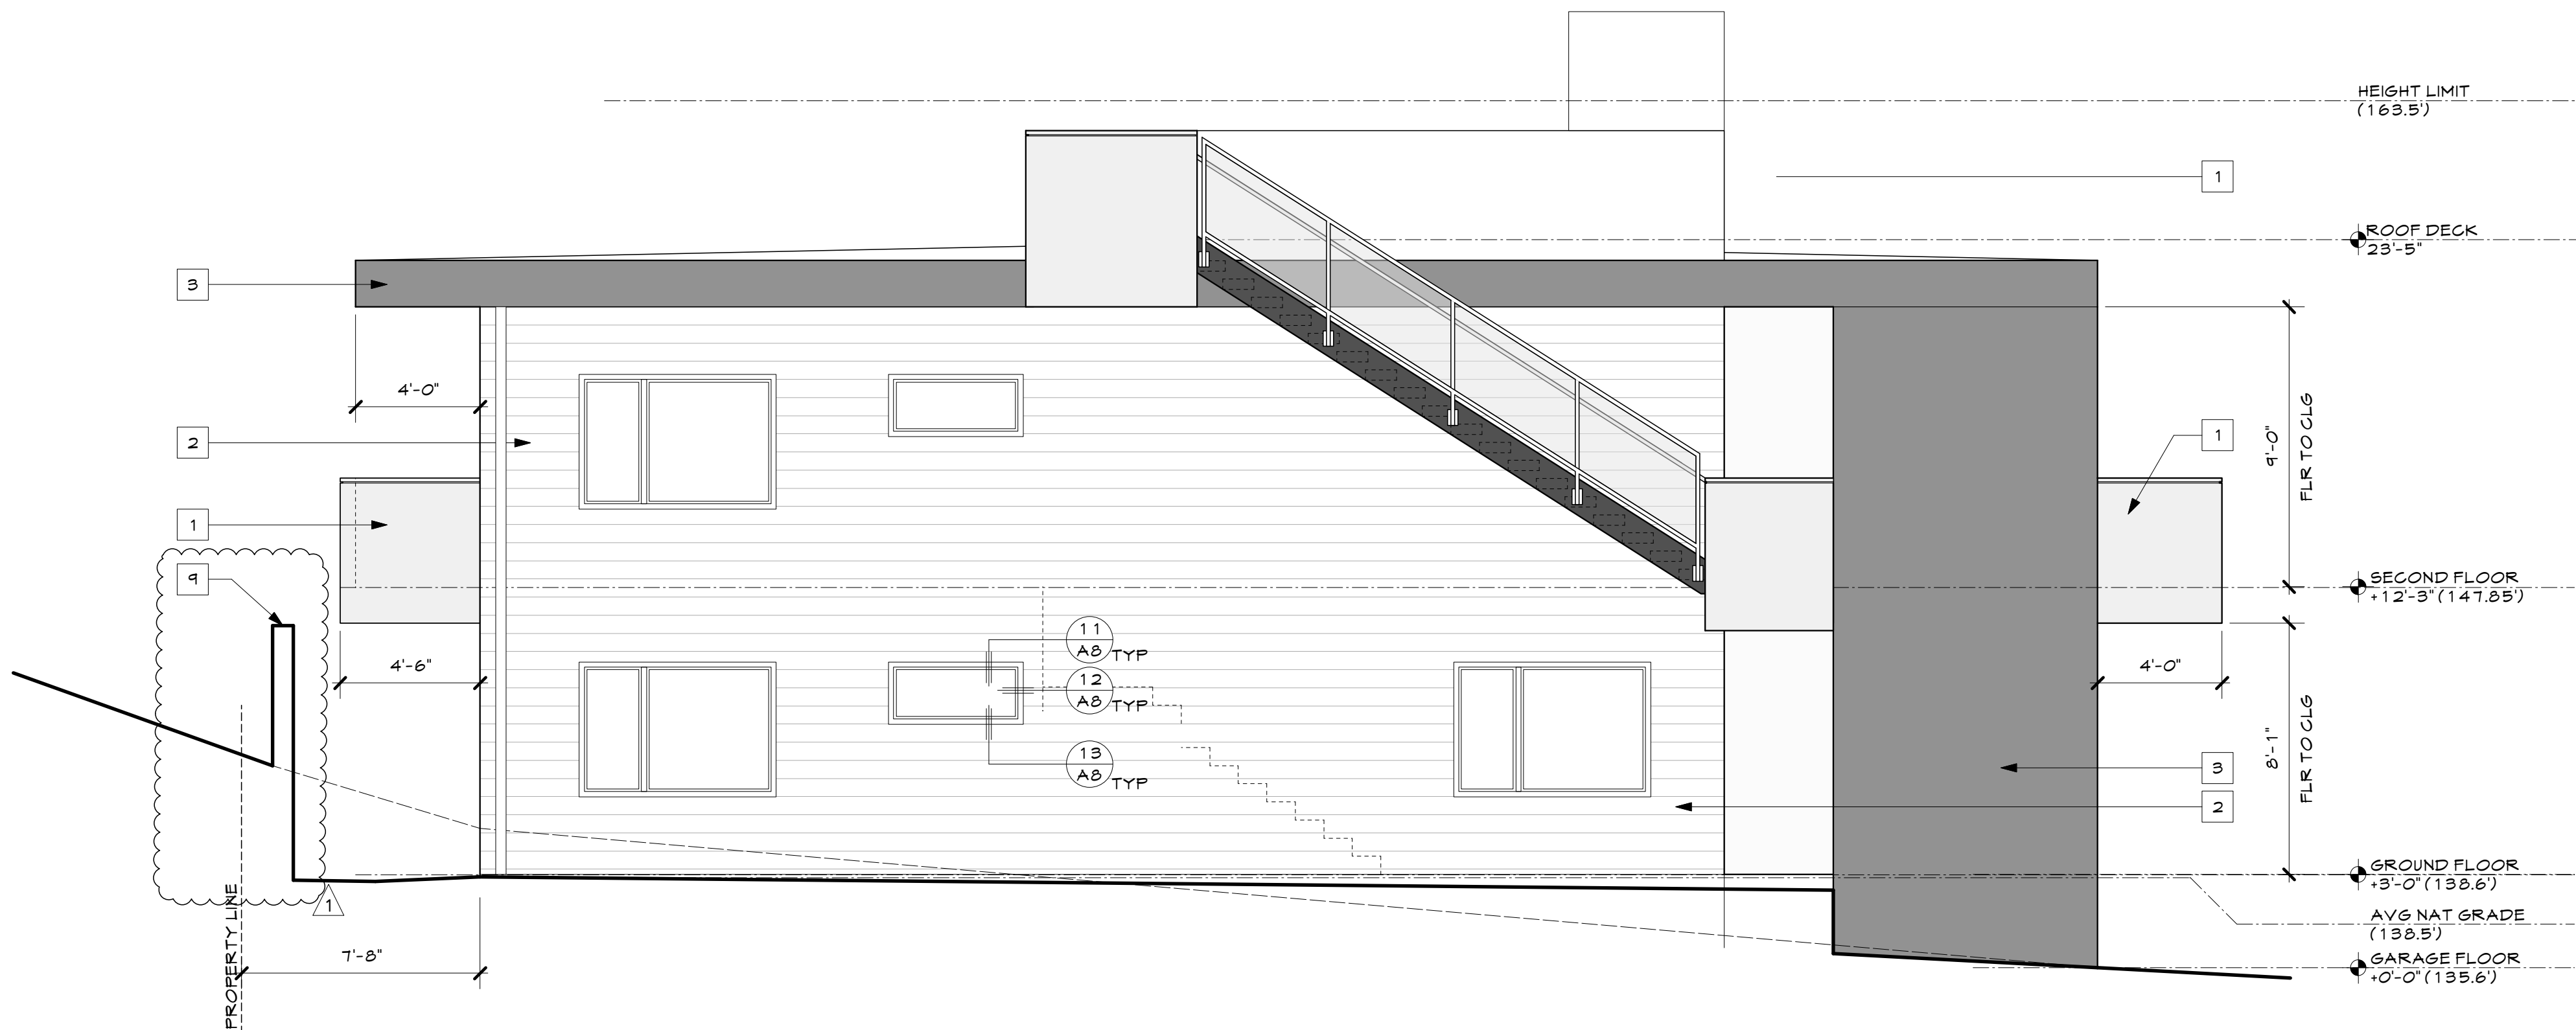 HEIGHT LIMIT
(163.5')
1
ROOF DECK
23'-5"
3
4'-0"
2
1
9'-0"
FLR TO CLG
1
9
SECOND FLOOR
+12'-3" (147.85')
11
A8 TYP
12
A8 TYP
13
A8 TYP
4'-6"
4'-0"
8'-1"
FLR TO CLG
3
2
GROUND FLOOR
+3'-0" (138.6')
1
AVG NAT GRADE
(138.5')
PROPERTY LINE
7'-8"
GARAGE FLOOR
+0'-0" (135.6')